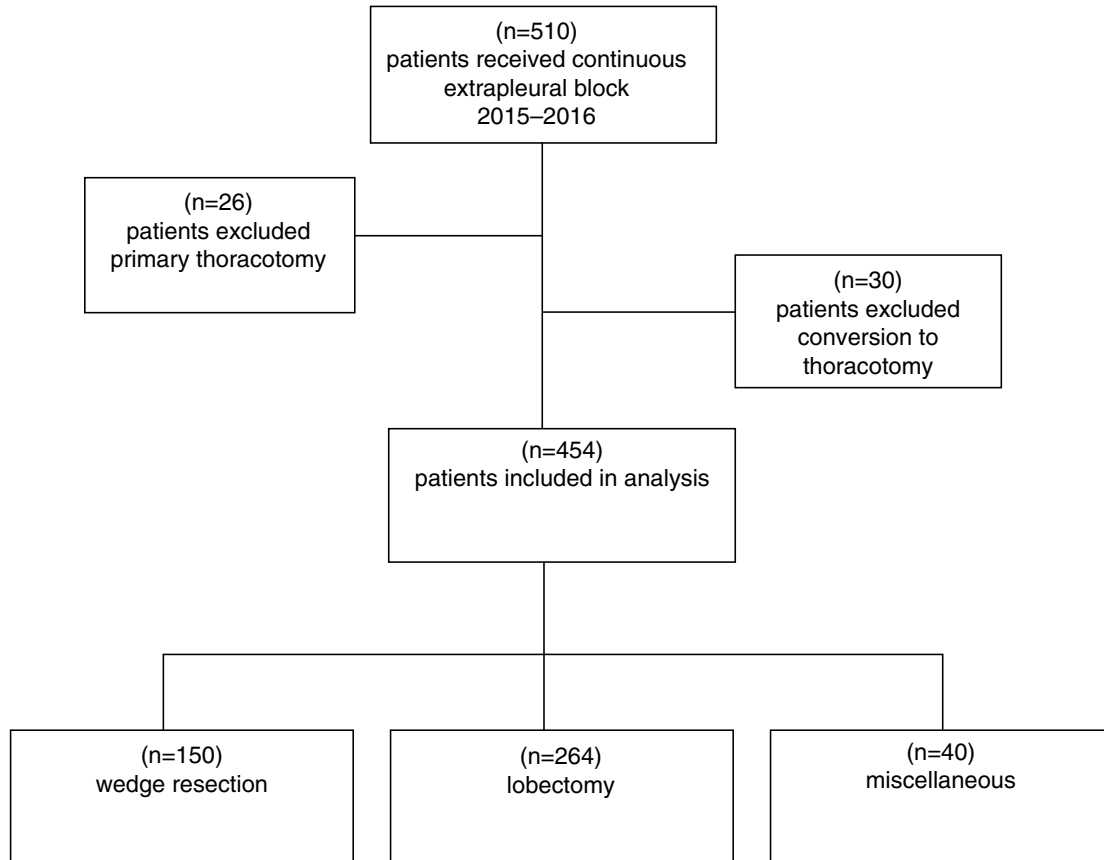 (n=510)
patients received continuous
extrapleural block
2015–2016
(n=26)
patients excluded
primary thoracotomy
(n=30)
patients excluded
conversion to
thoracotomy
(n=454)
patients included in analysis
(n=150)
wedge resection
(n=264)
lobectomy
(n=40)
miscellaneous